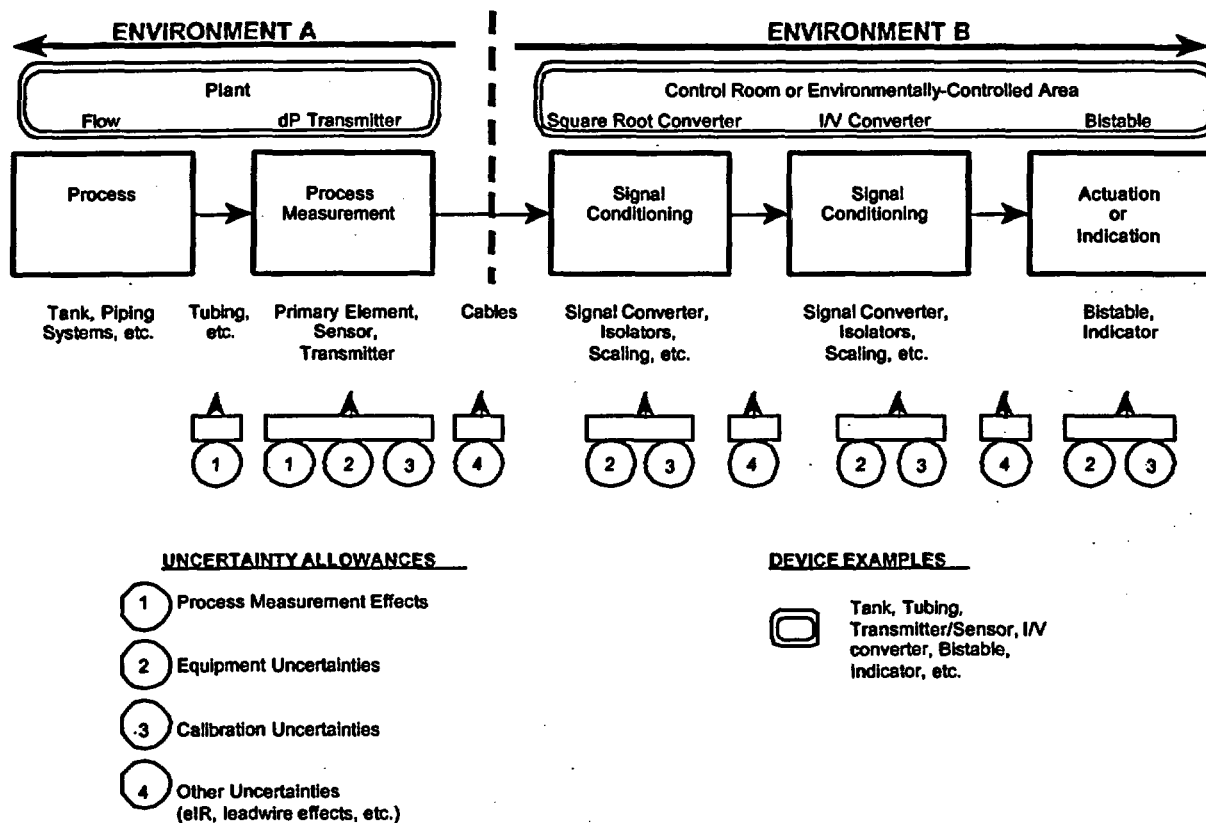 ENVIRONMENT A
ENVIRONMENT B
Plant
Flow
dP Transmitter
Control Room or Environmentally-Controlled Area
Square Root Converter
I/V Converter
Bistable
Process
Process
Measurement
Signal
Conditioning
Signal
Conditioning
Actuation
or
Indication
Tank, Piping
Systems, etc.
Tubing,
etc.
Primary Element,
Sensor,
Transmitter
Cables
Signal Converter,
Isolators,
Scaling, etc.
Signal Converter,
Isolators,
Scaling, etc.
Bistable,
Indicator
1
1 2 3
4
2 3
4
2 3
4
2 3
UNCERTAINTY ALLOWANCES
1 Process Measurement Effects
2 Equipment Uncertainties
3 Calibration Uncertainties
4 Other Uncertainties
(eIR, leadwire effects, etc.)
DEVICE EXAMPLES
Tank, Tubing,
Transmitter/Sensor, I/V
converter, Bistable,
Indicator, etc.